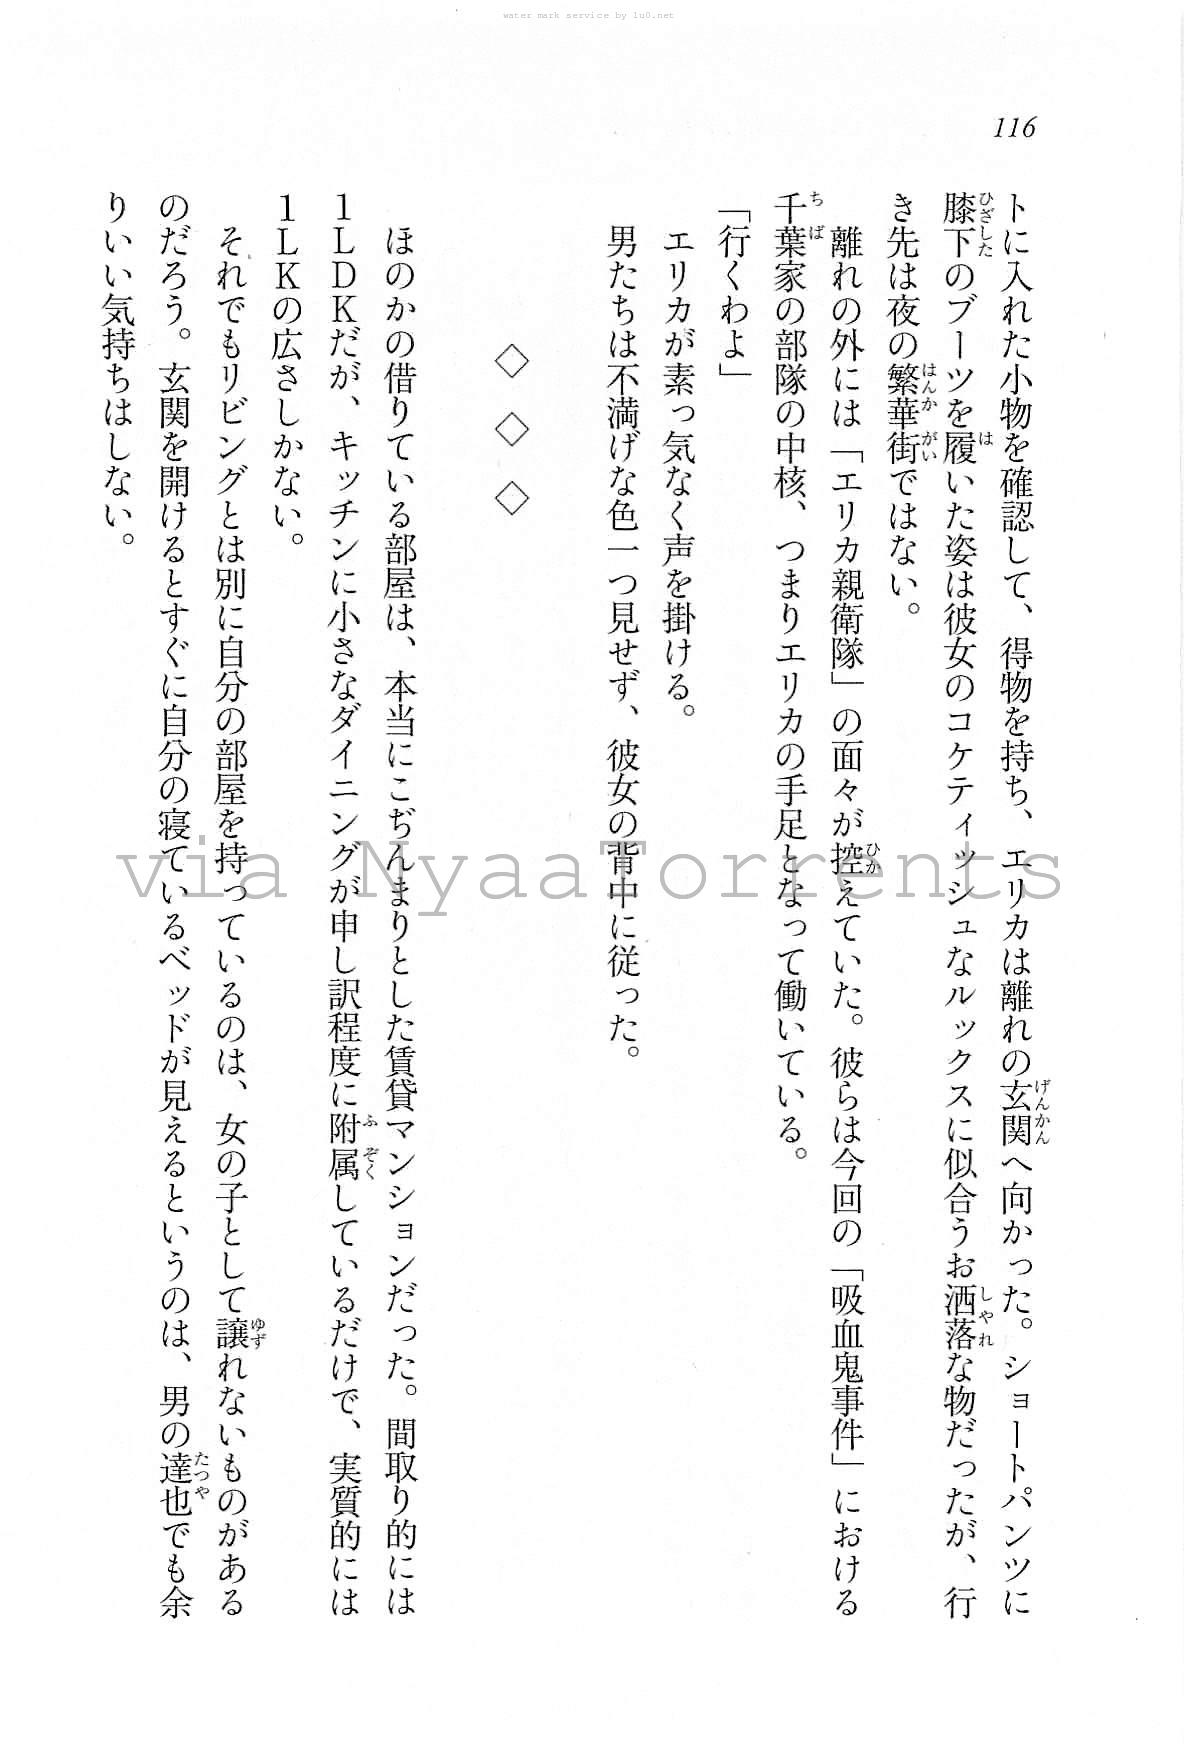 water mark service by lu0.net
116
トに入れた小物を確認して、得物を持ち、エリカは離れの玄関へ向かった。ショートパンツに
膝下のブーツを履いた姿は彼女のコケティッシュなルックスに似合うお洒落な物だったが、行
き先は夜の繁華街ではない。
離れの外には「エリカ親衛隊」の面々が控えていた。彼らは今回の「吸血鬼事件」における
千葉家の部隊の中核、つまりエリカの手足となって働いている。
「行くわよ」
エリカが素っ気なく声を掛ける。
男たちは不満げな色一つ見せず、彼女の背中に従った。
◇ ◇ ◇
ほのかの借りている部屋は、本当にこぢんまりとした賃貸マンションだった。間取り的には
1LDKだが、キッチンに小さなダイニングが申し訳程度に附属しているだけで、実質的には
1LKの広さしかない。
それでもリビングとは別に自分の部屋を持っているのは、女の子として譲れないものがある
のだろう。玄関を開けるとすぐに自分の寝ているベッドが見えるというのは、男の達也でも余
りいい気持ちはしない。
via NyaaTorrents